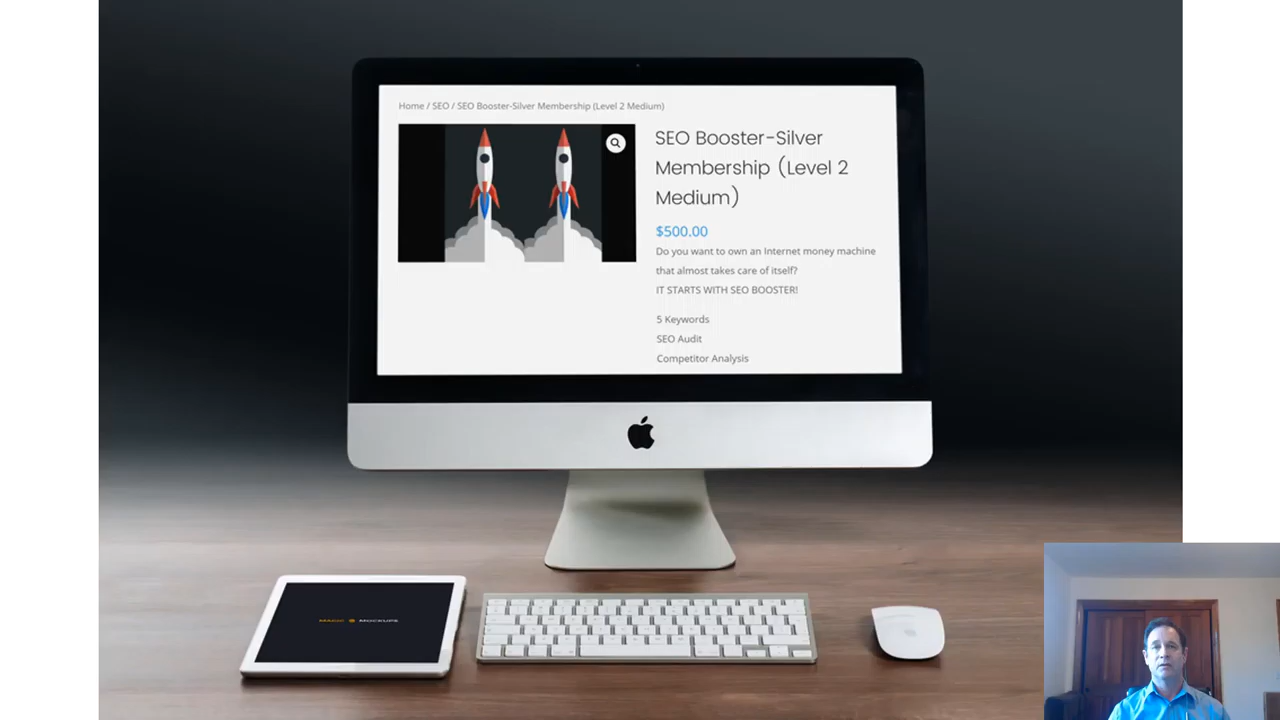 Home / SEO / SEO Booster-Silver Membership (Level 2 Medium)
SEO Booster-Silver
Membership (Level 2
Medium)
$500.00
Do you want to own an Internet money machine
that almost takes care of itself?
IT STARTS WITH SEO BOOSTER!
5 Keywords
SEO Audit
Competitor Analysis
MAGIC MOCKUPS